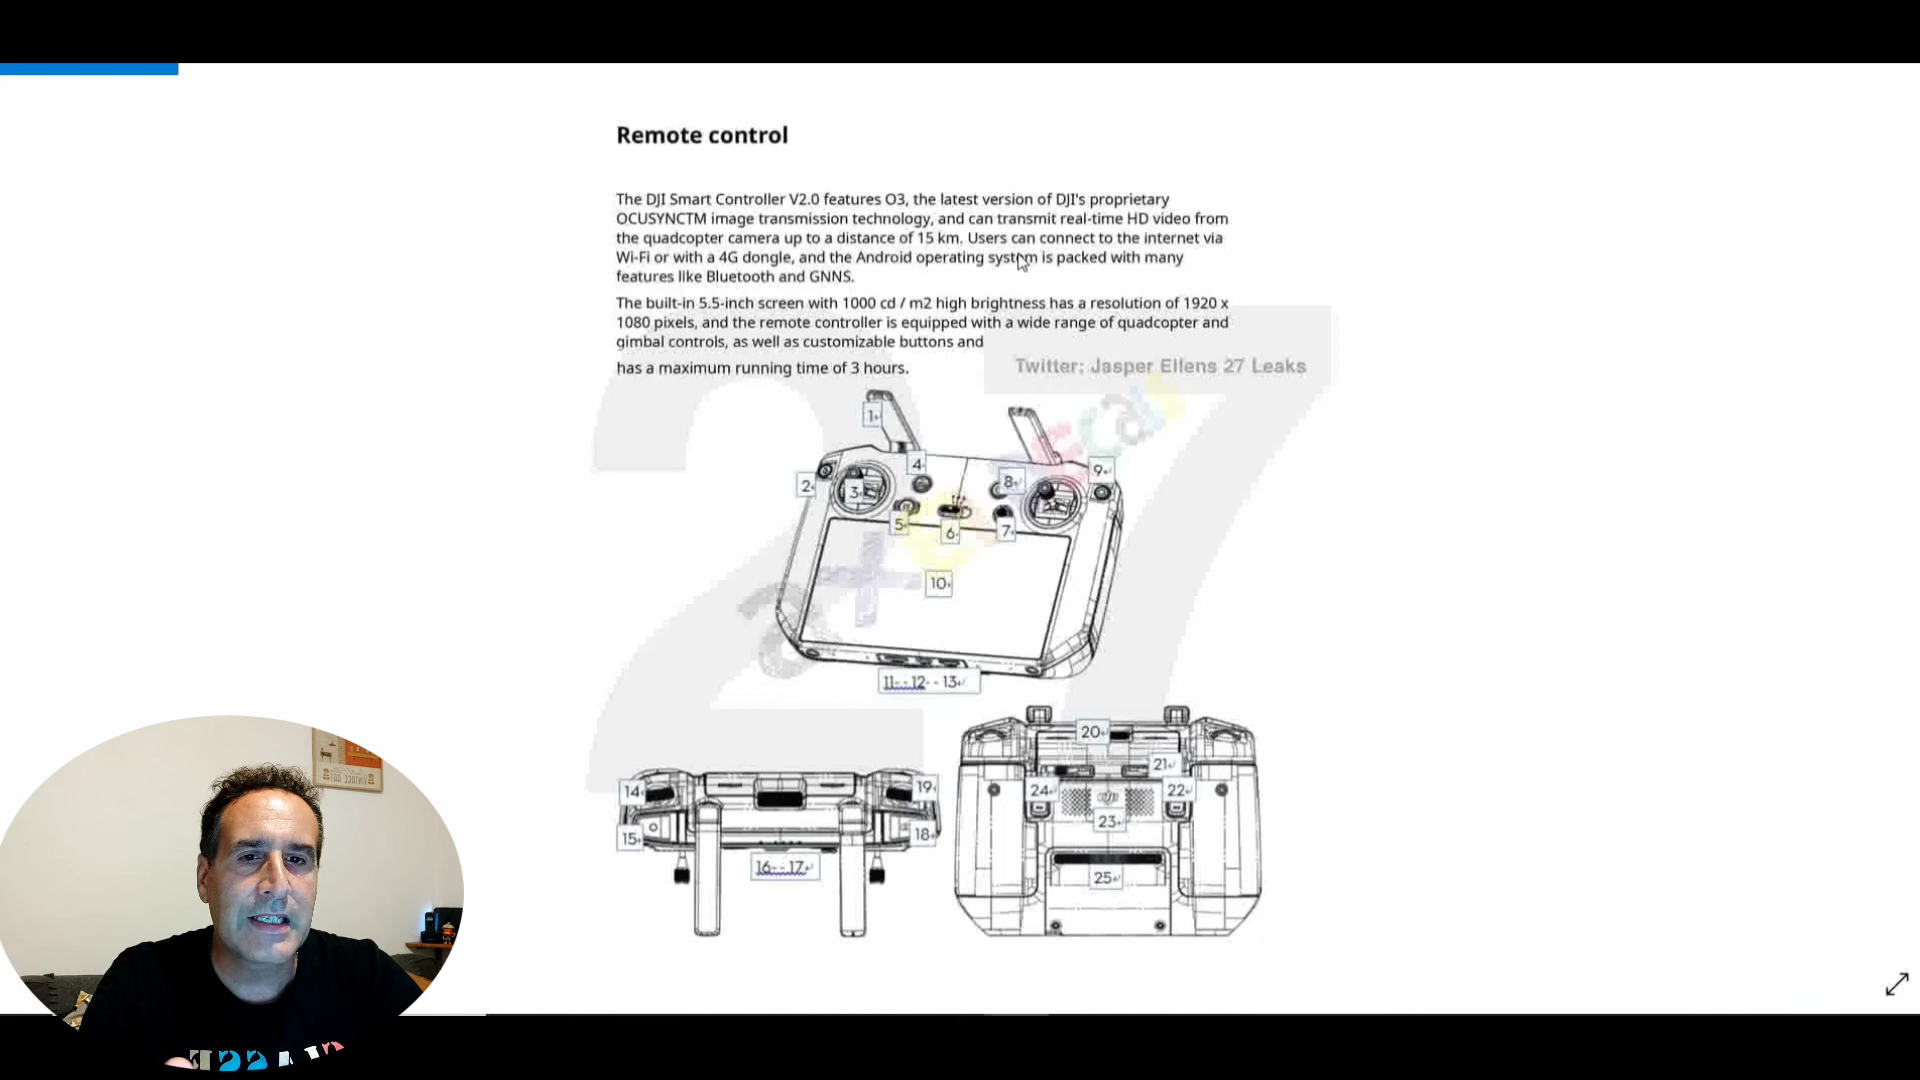 Remote control
The DJI Smart Controller V2.0 features O3, the latest version of DJI's proprietary
OCUSYNCTM image transmission technology, and can transmit real-time HD video from
the quadcopter camera up to a distance of 15 km. Users can connect to the internet via
Wi-Fi or with a 4G dongle, and the Android operating system is packed with many
features like Bluetooth and GNNS.
The built-in 5.5-inch screen with 1000 cd / m2 high brightness has a resolution of 1920 x
1080 pixels, and the remote controller is equipped with a wide range of quadcopter and
gimbal controls, as well as customizable buttons and
has a maximum running time of 3 hours.
Twitter; Jasper Ellens 27 Leaks
27
1
2
3
4
5
6
7
8
9
10
11- -12- -13
14
15
16- -17
18
19
20
21
22
23
24
25